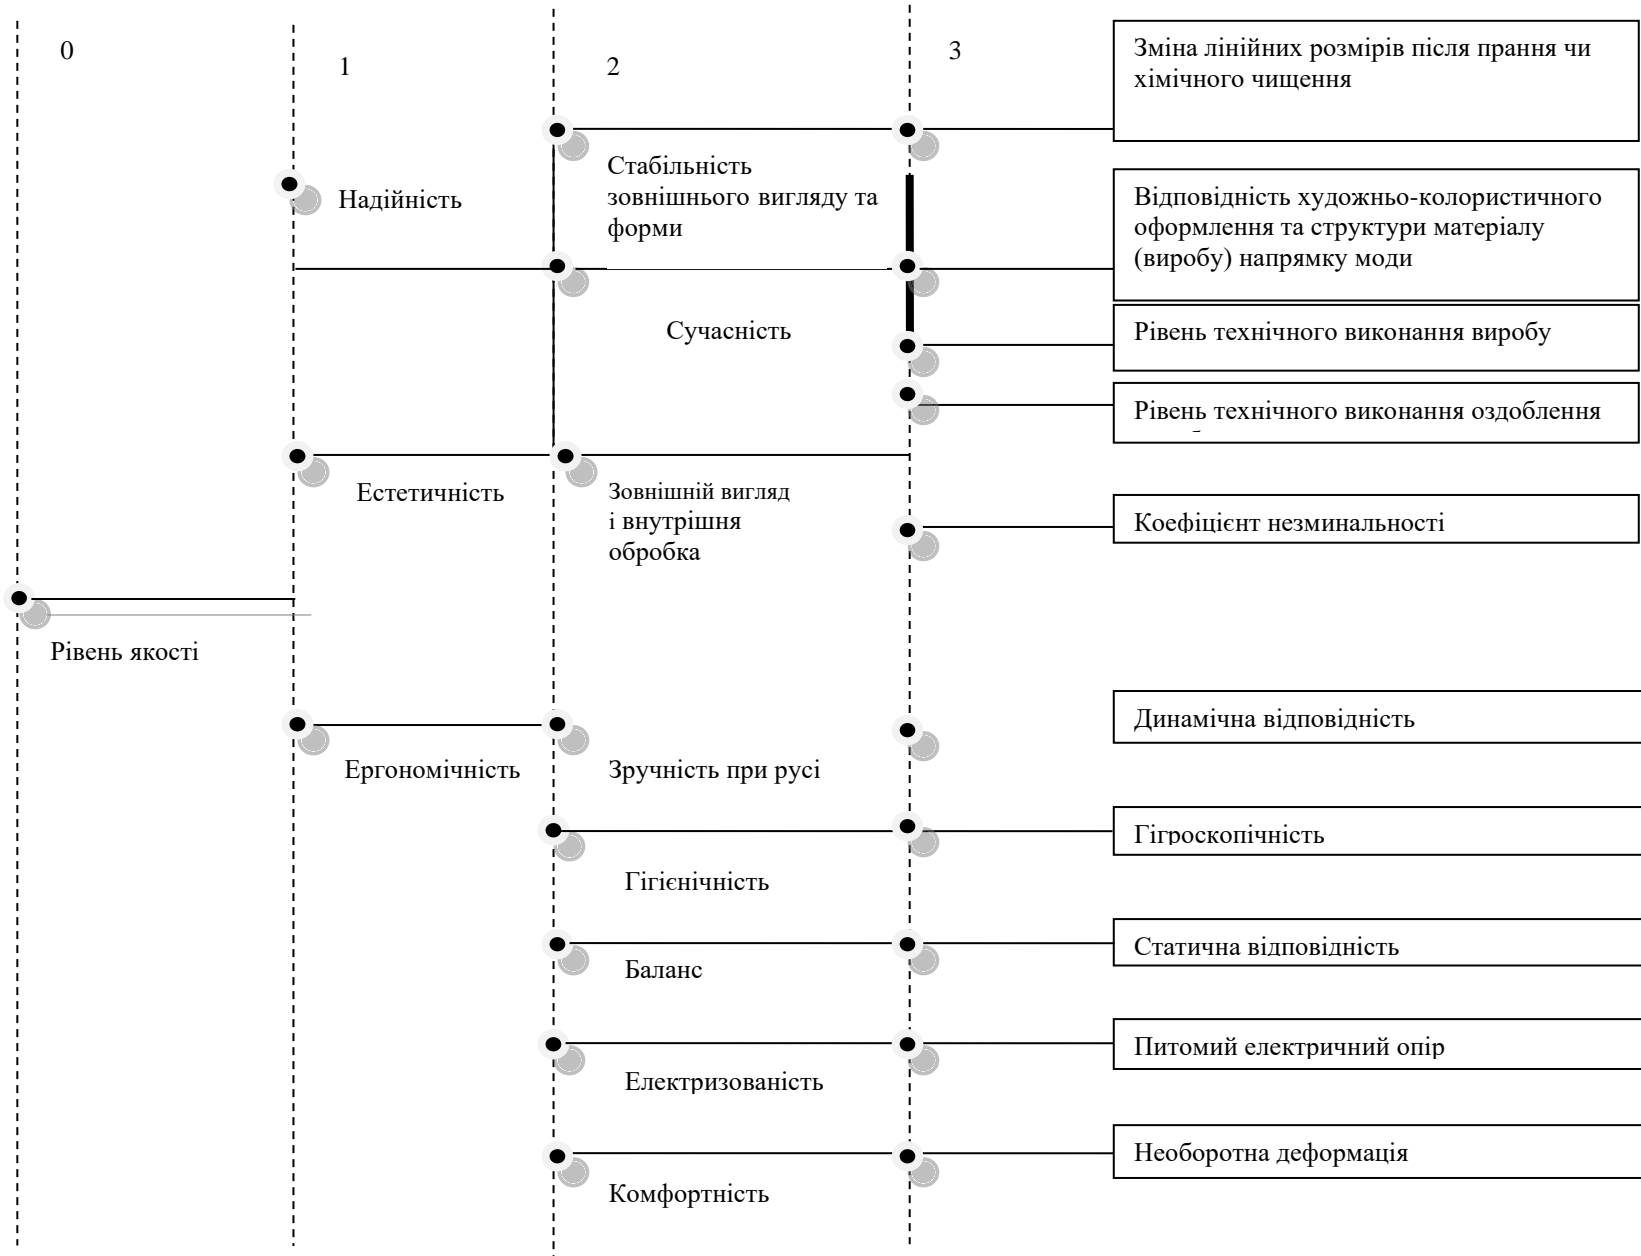 0
1
2
3
Зміна лінійних розмірів після прання чи
хімічного чищення
Надійність
Стабільність
зовнішнього вигляду та
форми
Відповідність художньо-колористичного
оформлення та структури матеріалу
(виробу) напрямку моди
Сучасність
Рівень технічного виконання виробу
Рівень технічного виконання оздоблення
Естетичність
Зовнішній вигляд
і внутрішня
обробка
Коефіцієнт незминальності
Рівень якості
Динамічна відповідність
Ергономічність
Зручність при русі
Гігроскопічність
Гігієнічність
Статична відповідність
Баланс
Питомий електричний опір
Електризованість
Необоротна деформація
Комфортність